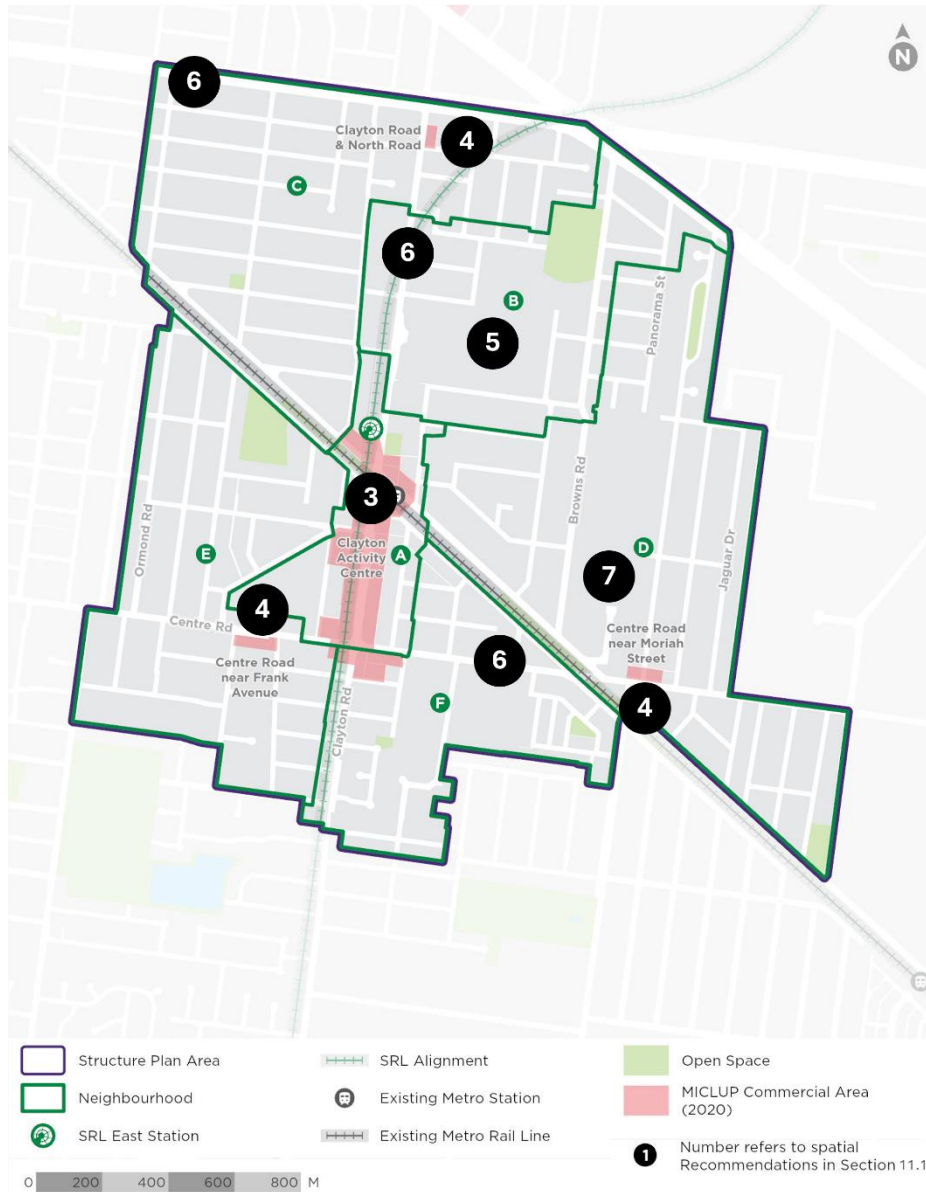 N
6
Clayton Road
& North Road
4
C
6
B
5
Panorama St
3
Clayton
Activity
Centre
A
Browns Rd
D
7
Jaguar Dr
Ormond Rd
E
4
Centre Rd
Centre Road
near Frank
Avenue
6
Centre Road
near Moriah
Street
4
F
Clayton Rd
Structure Plan Area
SRL Alignment
Open Space
Neighbourhood
Existing Metro Station
MICLUP Commercial Area
(2020)
SRL East Station
Existing Metro Rail Line
1
Number refers to spatial
Recommendations in Section 11.1
0 200 400 600 800 M